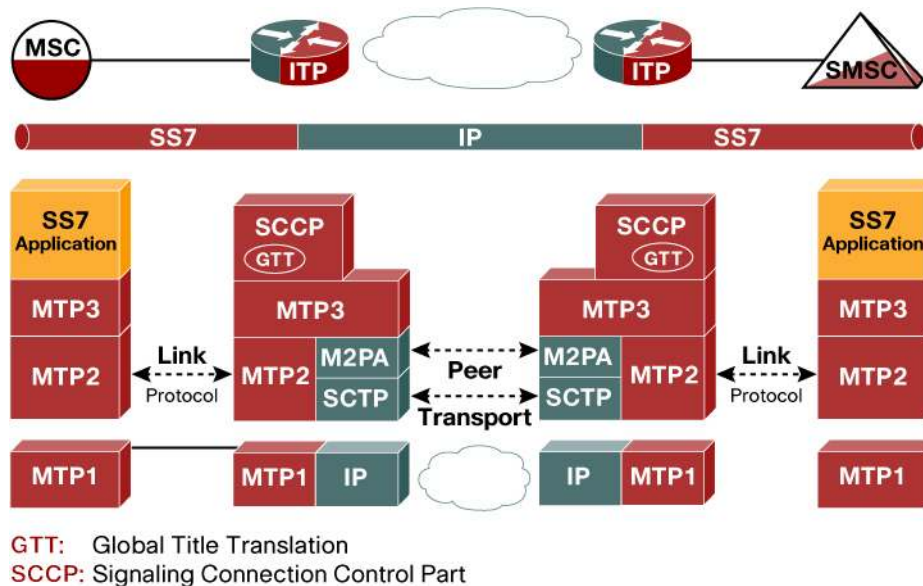 MSC
ITP
ITP
SMSC
SS7
IP
SS7
SS7
Application
SCCP
GTT
SCCP
GTT
SS7
Application
MTP3
MTP3
MTP3
MTP3
MTP2
Link
Protocol
MTP2
M2PA
SCTP
Peer
Transport
M2PA
SCTP
MTP2
Link
Protocol
MTP2
MTP1
MTP1
IP
IP
MTP1
MTP1
GTT: Global Title Translation
SCCP: Signaling Connection Control Part